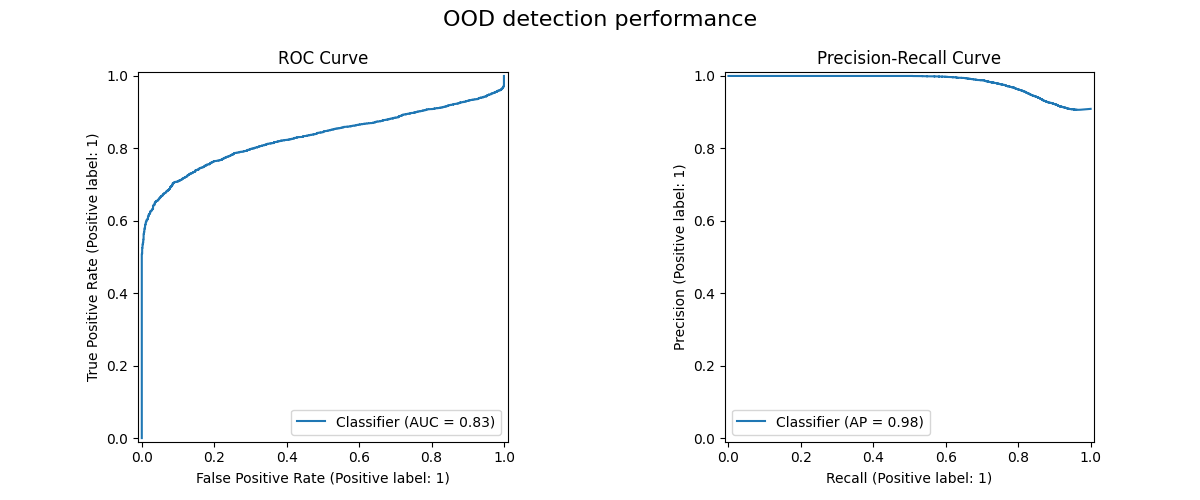 OOD detection performance
ROC Curve
1.0
0.8
0.6
0.4
0.2
0.0
True Positive Rate (Positive label: 1)
Classifier (AUC = 0.83)
0.0 0.2 0.4 0.6 0.8 1.0
False Positive Rate (Positive label: 1)
Precision-Recall Curve
1.0
0.8
0.6
0.4
0.2
0.0
Precision (Positive label: 1)
Classifier (AP = 0.98)
0.0 0.2 0.4 0.6 0.8 1.0
Recall (Positive label: 1)